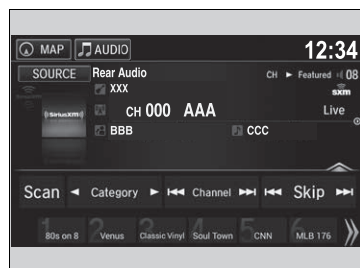 MAP AUDIO 12:34
SOURCE Rear Audio CH ► Featured 08
XXX sxm
((SiriusXM)) CH 000 AAA Live
BBB CCC
Scan ◄ Category ► ⏮ Channel ⏭ ⏮ Skip ⏭
1 80s on 8 2 Venus 3 Classic Vinyl 4 Soul Town 5 CNN 6 MLB 176